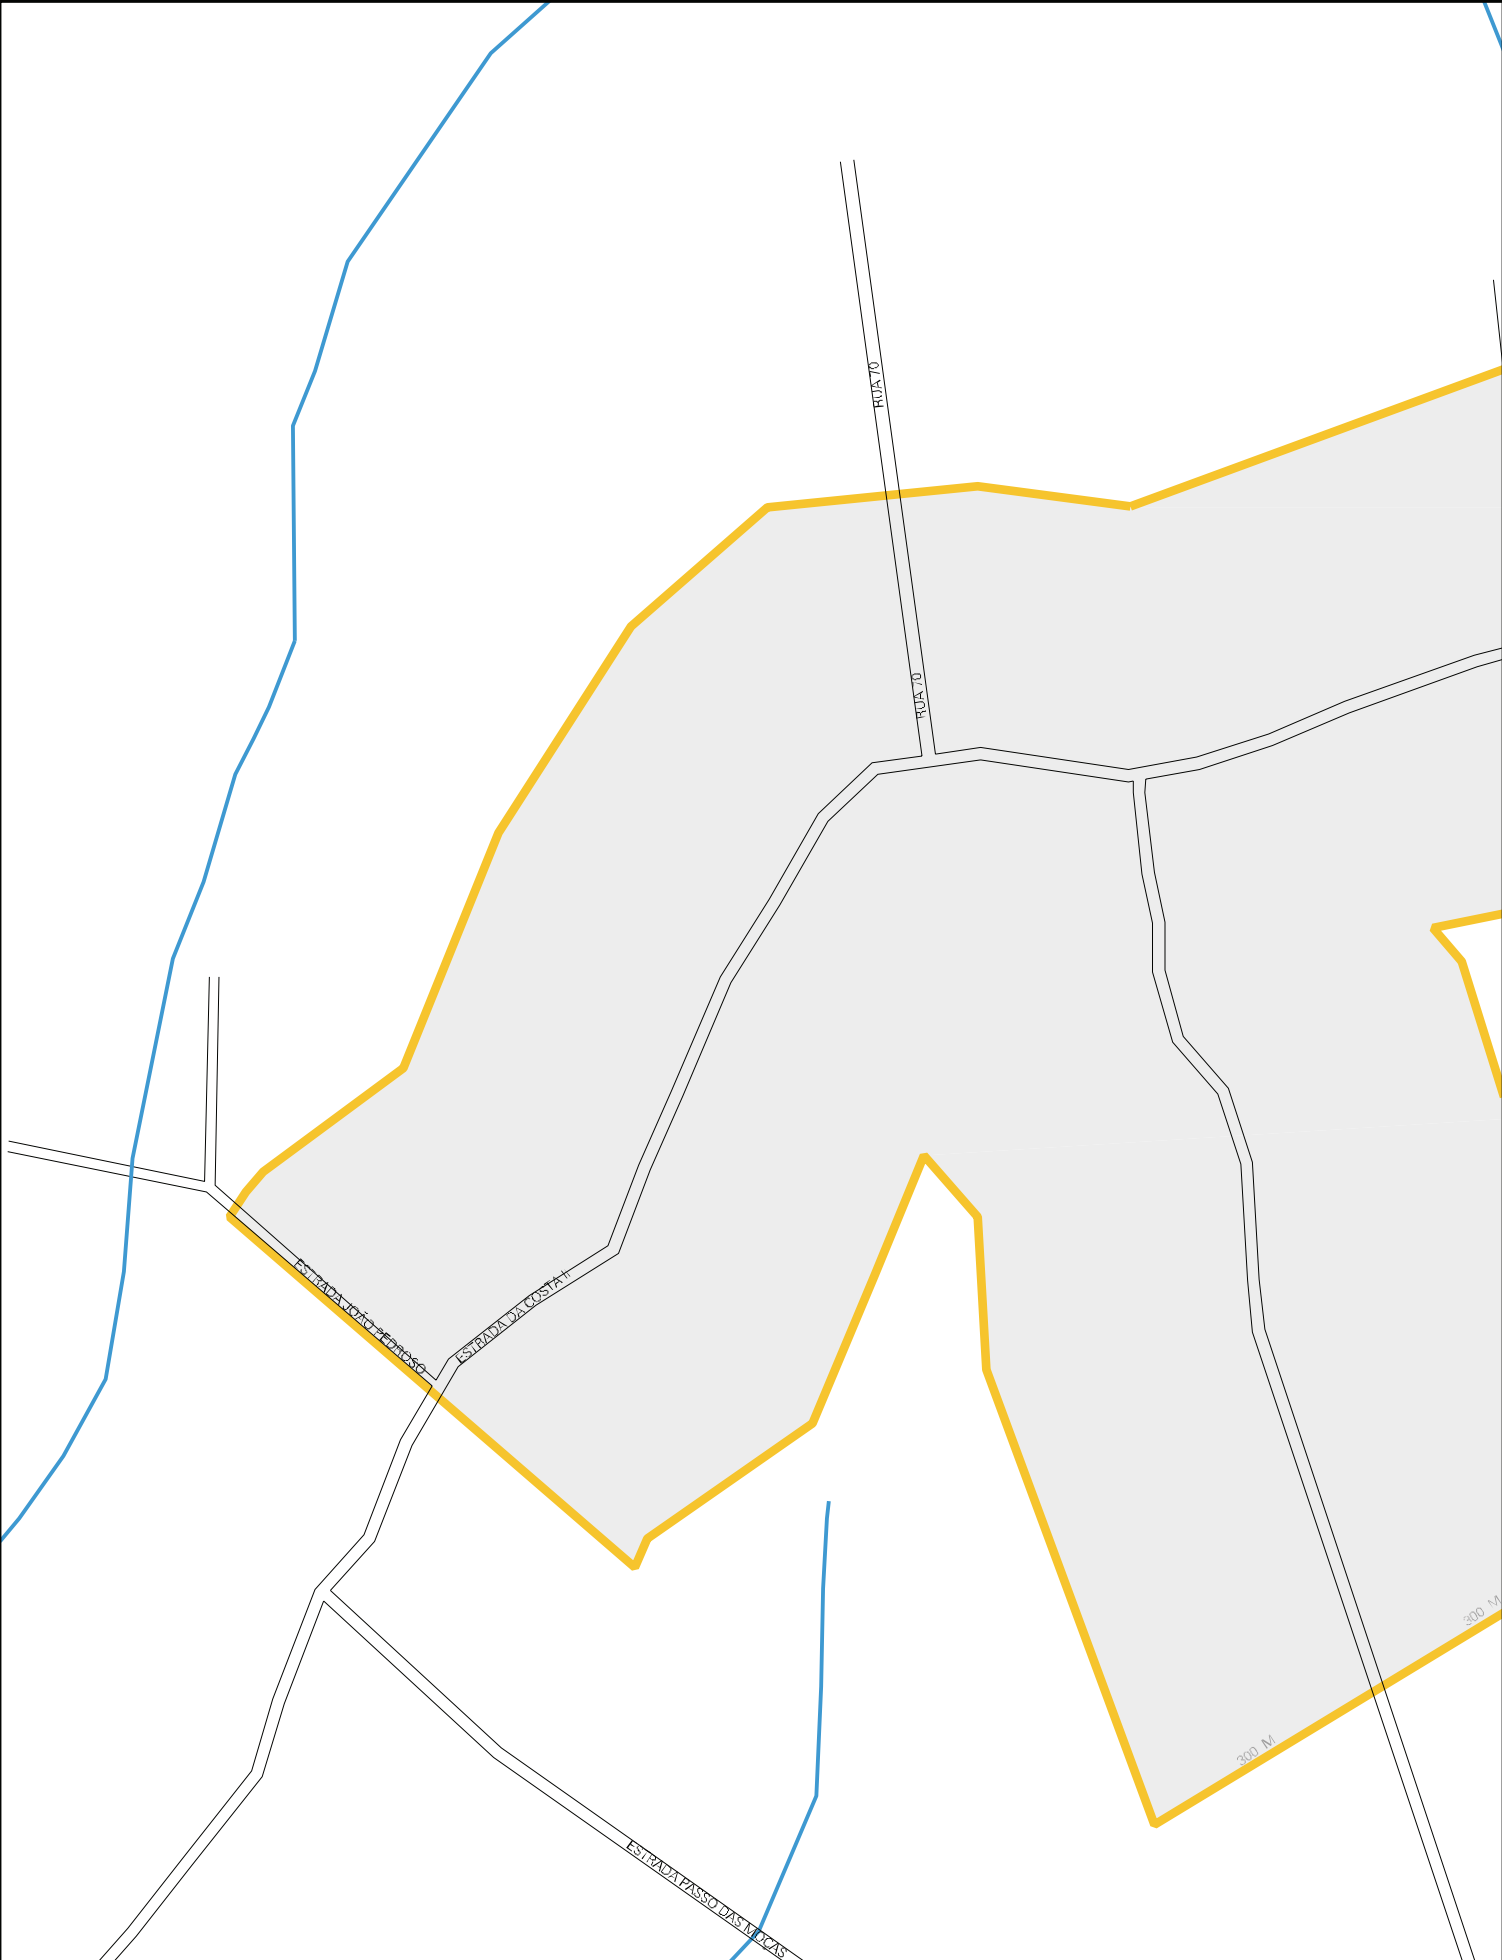 RUA 70
RUA 70
ESTRADA JOÃO PEDROSO
ESTRADA DA COSTA II
300 M
300 M
ESTRADA PASSO DAS MOÇAS